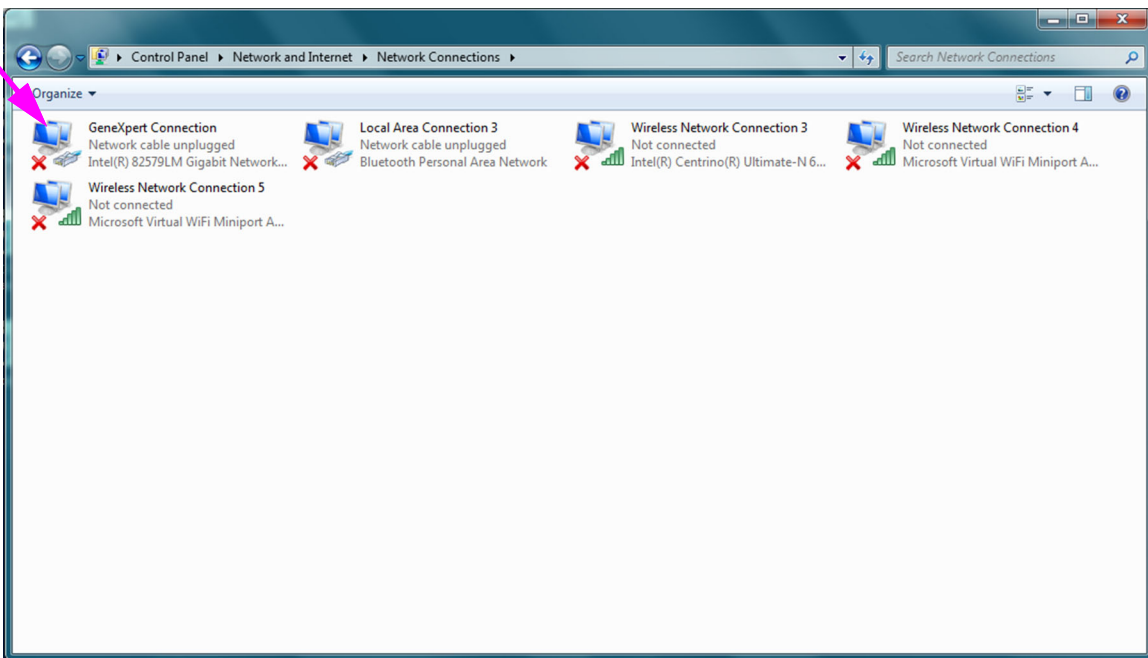 Control Panel Network and Internet Network Connections
Search Network Connections
Organize
GeneXpert Connection
Network cable unplugged
Intel(R) 82579LM Gigabit Network...
Local Area Connection 3
Network cable unplugged
Bluetooth Personal Area Network
Wireless Network Connection 3
Not connected
Intel(R) Centrino(R) Ultimate-N 6...
Wireless Network Connection 4
Not connected
Microsoft Virtual WiFi Miniport A...
Wireless Network Connection 5
Not connected
Microsoft Virtual WiFi Miniport A...